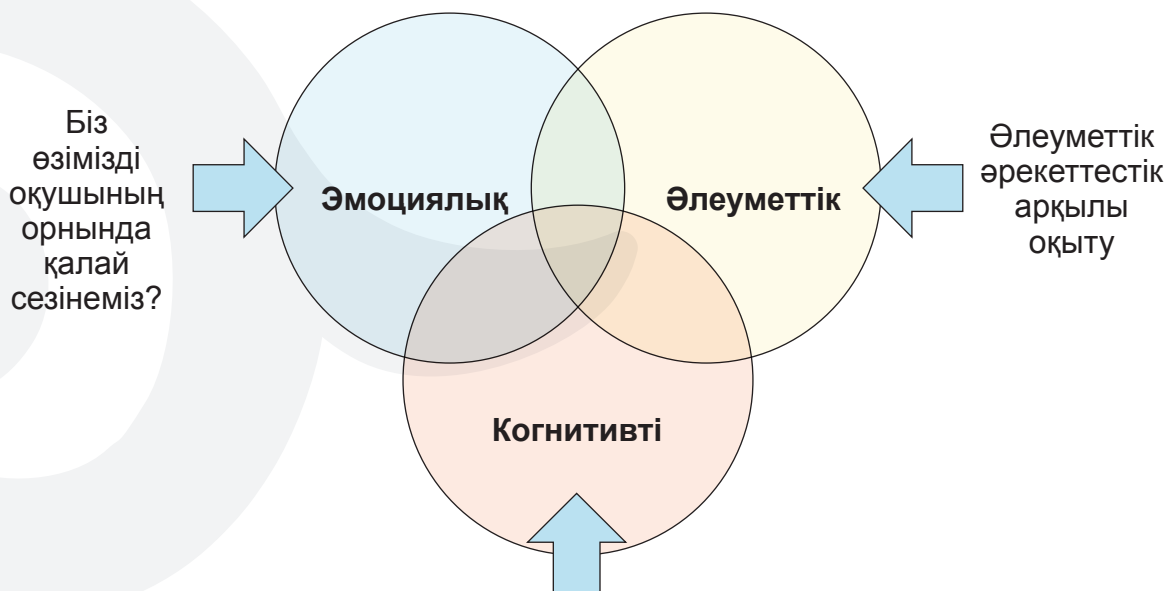 Біз
өзімізді
оқушының
орнында
қалай
сезінеміз?
Эмоциялық
Әлеуметтік
Әлеуметтік
әрекеттестік
арқылы
оқыту
Когнитивті